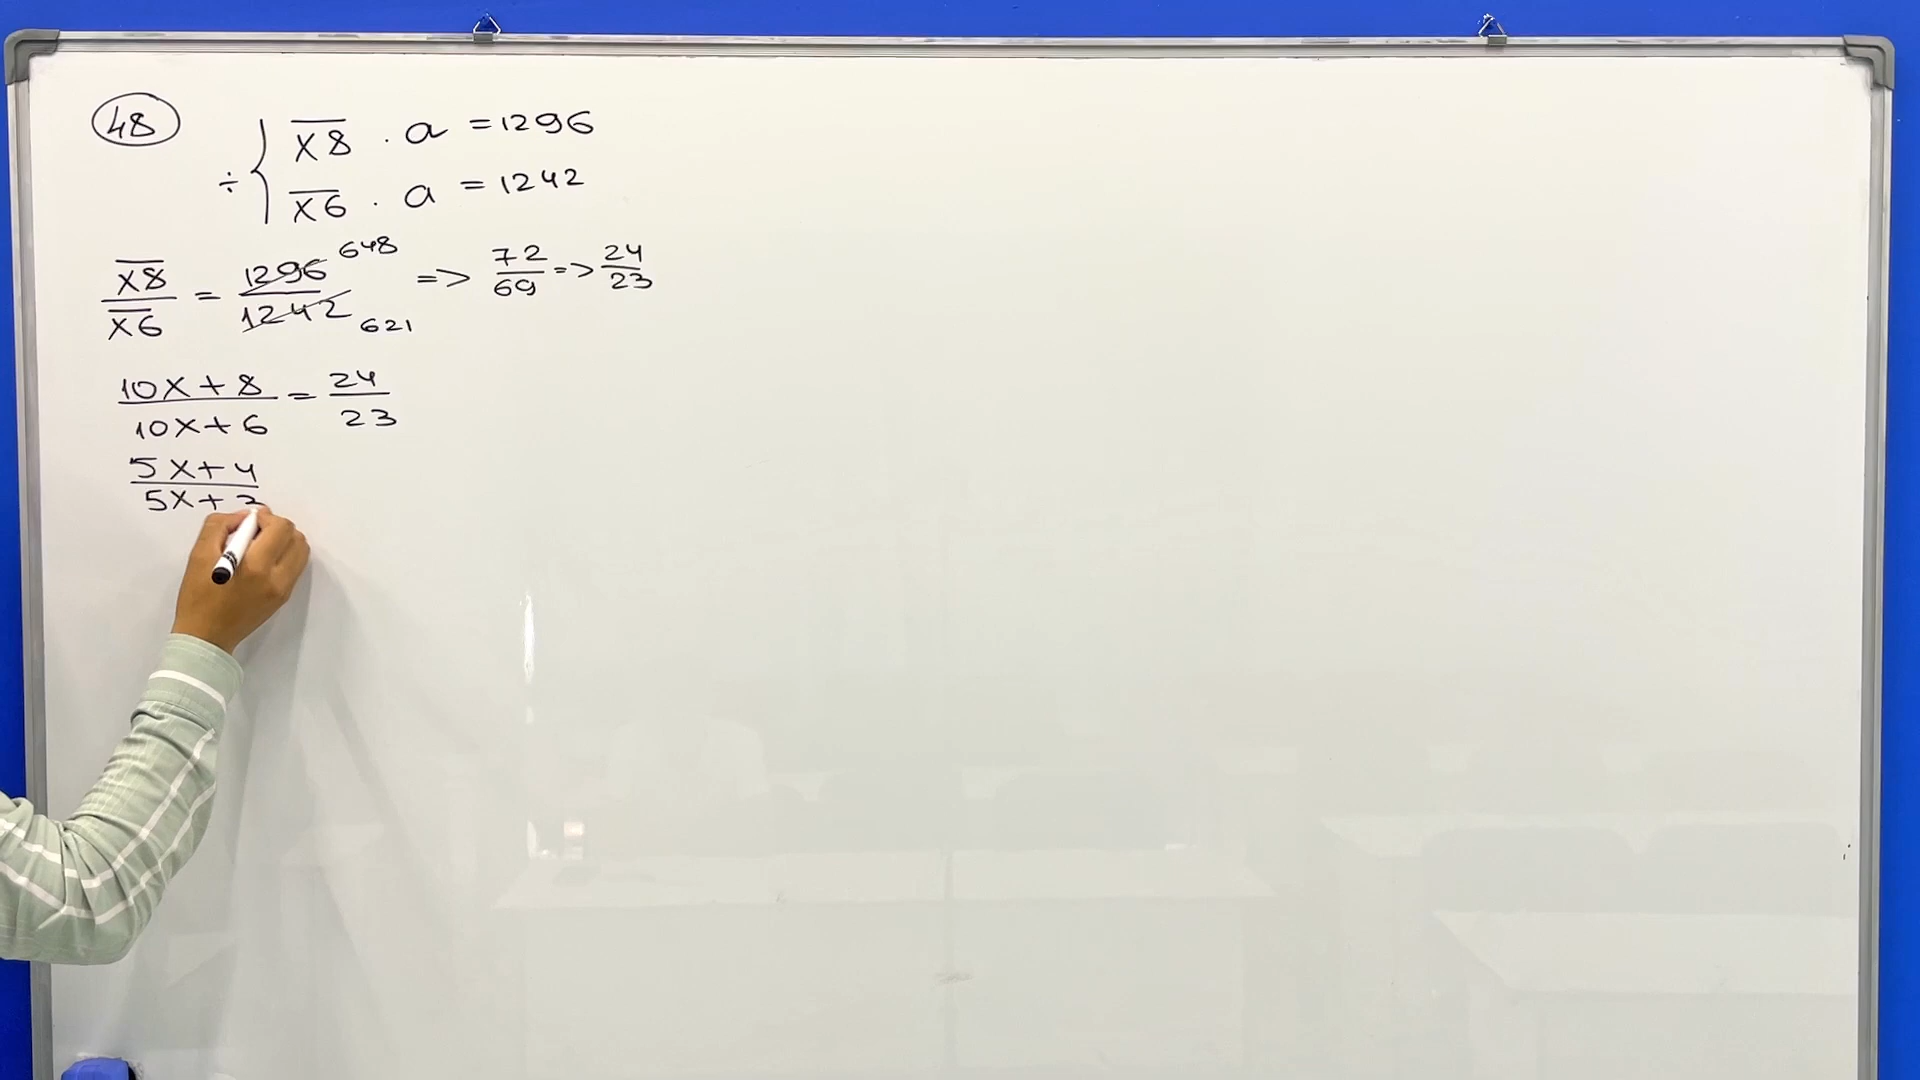 48
x8 · a = 1296
÷
x6 · a = 1242
x8/x6 = 1296/1242 648 621 => 72/69 => 24/23
10x+8/10x+6 = 24/23
5x+4
5x+3